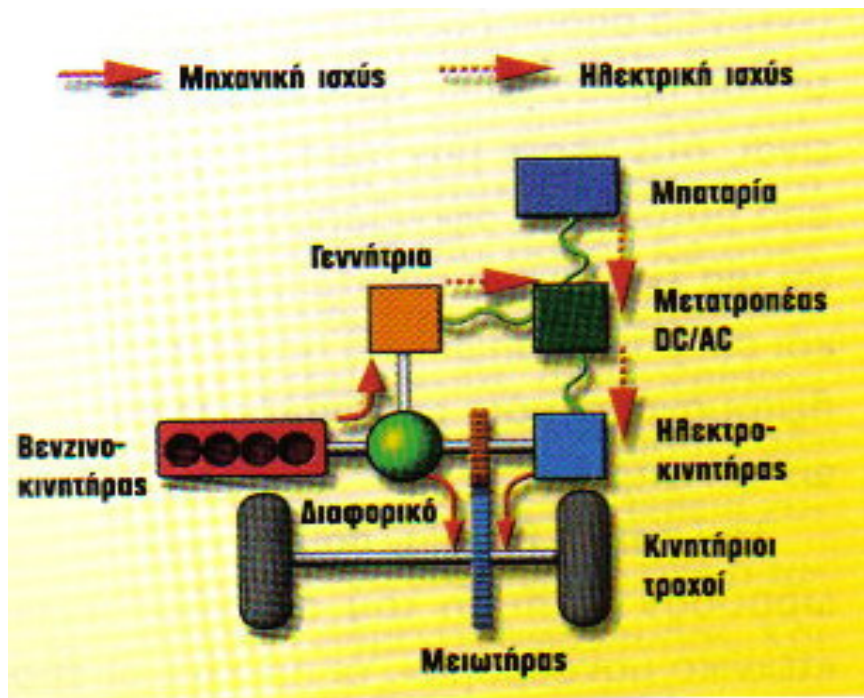 Μηχανική ισχύς
Ηλεκτρική ισχύς
Μπαταρία
Γεννήτρια
Μετατροπέας
DC/AC
Βενζινο-
κινητήρας
Ηλεκτρο-
κινητήρας
Διαφορικό
Κινητήριοι
τροχοί
Μειωτήρας